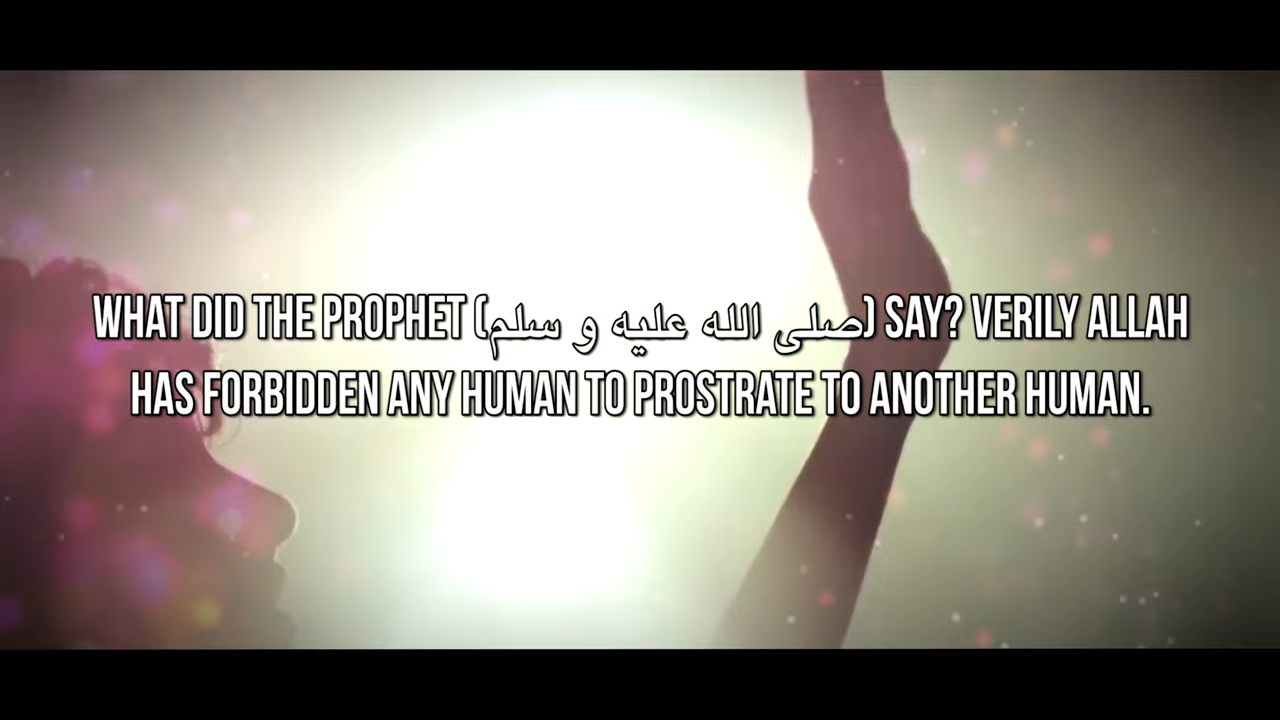 WHAT DID THE PROPHET (صلى الله عليه و سلم) SAY? VERILY ALLAH
HAS FORBIDDEN ANY HUMAN TO PROSTRATE TO ANOTHER HUMAN.